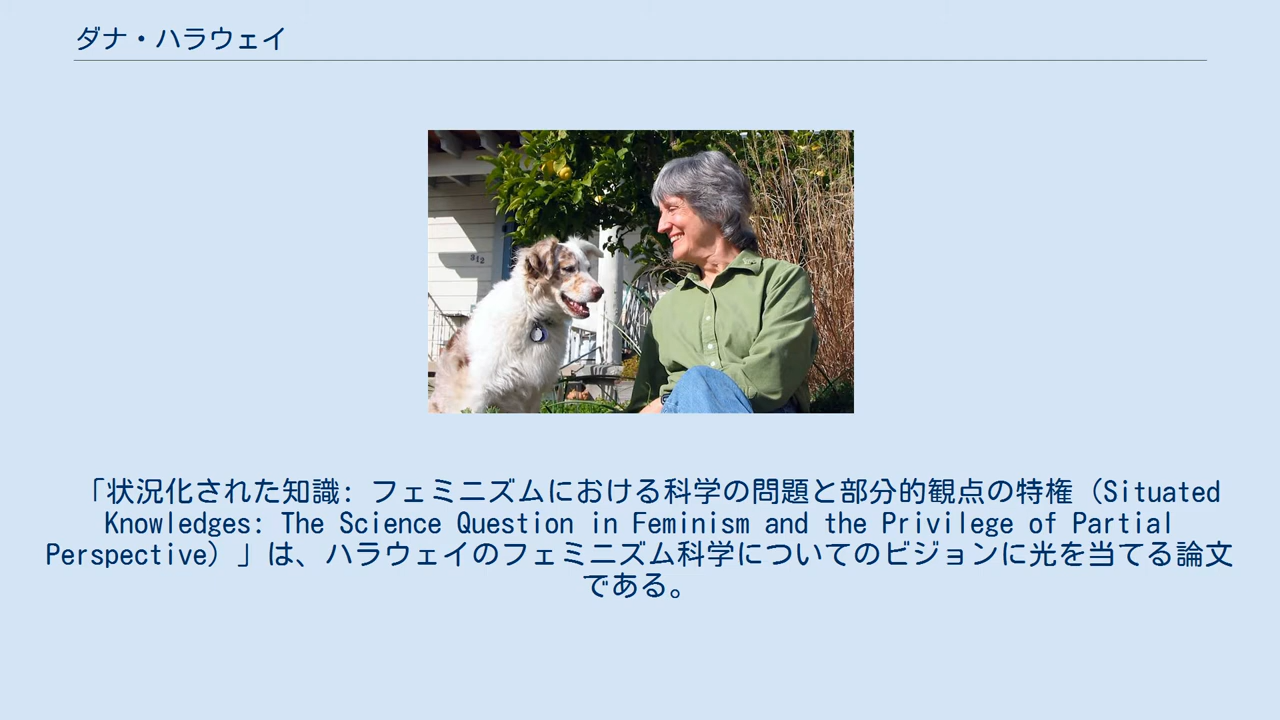 ダナ・ハラウェイ
312
「状況化された知識: フェミニズムにおける科学の問題と部分的観点の特権（Situated
Knowledges: The Science Question in Feminism and the Privilege of Partial
Perspective）」は、ハラウェイのフェミニズム科学についてのビジョンに光を当てる論文
である。